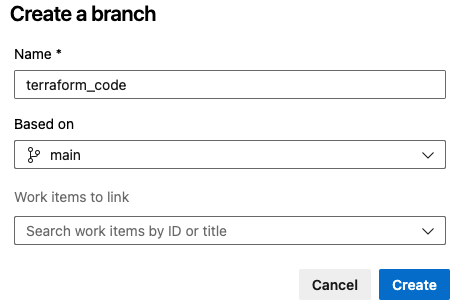 Create a branch
Name *
terraform_code
Based on
main
Work items to link
Search work items by ID or title
Cancel Create